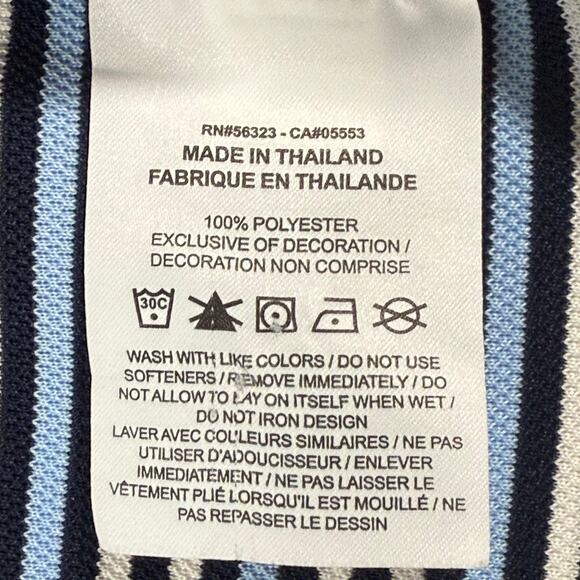 RN#56323 - CA#05553
MADE IN THAILAND
FABRIQUE EN THAILANDE
100% POLYESTER
EXCLUSIVE OF DECORATION /
DECORATION NON COMPRISE
30C
WASH WITH LIKE COLORS / DO NOT USE
SOFTENERS / REMOVE IMMEDIATELY / DO
NOT ALLOW TO LAY ON ITSELF WHEN WET /
DO NOT IRON DESIGN
LAVER AVEC COULEURS SIMILAIRES / NE PAS
UTILISER D'ADOUCISSEUR / ENLEVER
IMMEDIATEMENT / NE PAS LAISSER LE
VÊTEMENT PLIÉ LORSQU'IL EST MOUILLÉ / NE
PAS REPASSER LE DESSIN